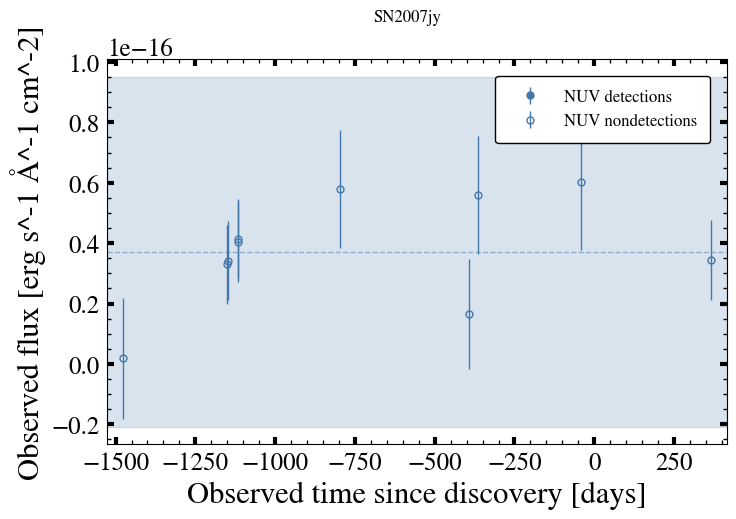 SN2007jy
1e−16
1.0
0.8
0.6
0.4
0.2
0.0
−0.2
Observed flux [erg s^-1 Å^-1 cm^-2]
NUV detections
NUV nondetections
−1500 −1250 −1000 −750 −500 −250 0 250
Observed time since discovery [days]